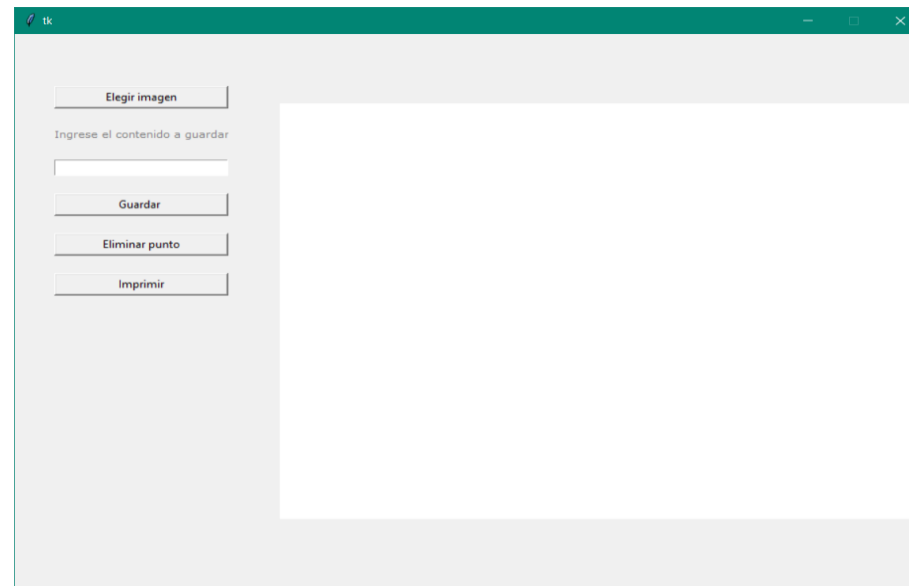 tk
Elegir imagen
Ingrese el contenido a guardar
Guardar
Eliminar punto
Imprimir